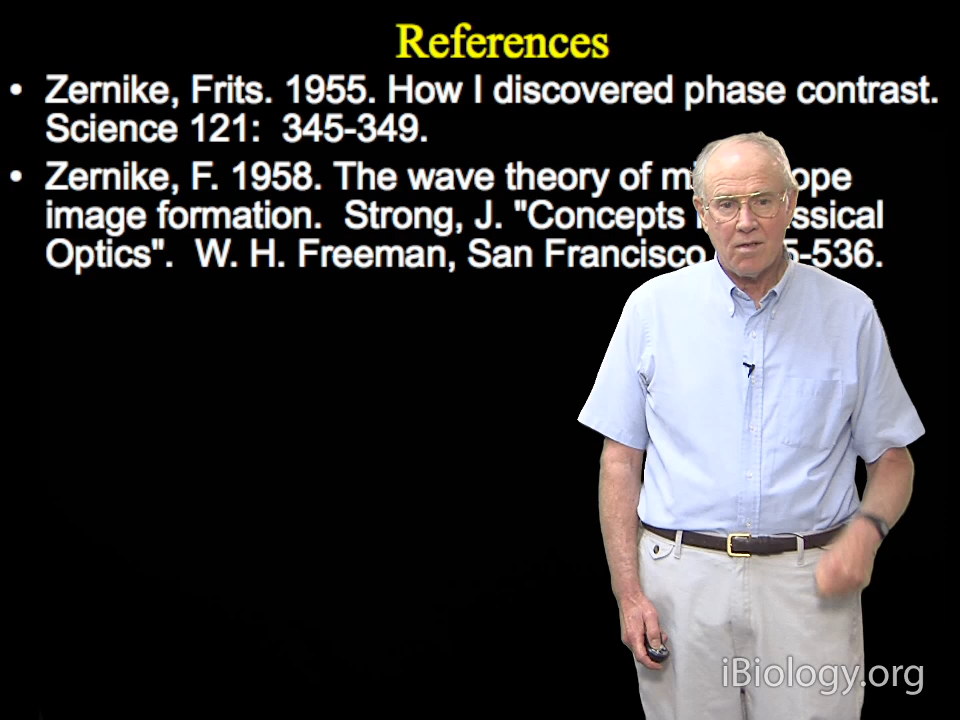 References
• Zernike, Frits. 1955. How I discovered phase contrast.
Science 121: 345-349.
• Zernike, F. 1958. The wave theory of
image formation. Strong, J. "Concepts
Optics". W. H. Freeman, San Francisco
iBiology.org